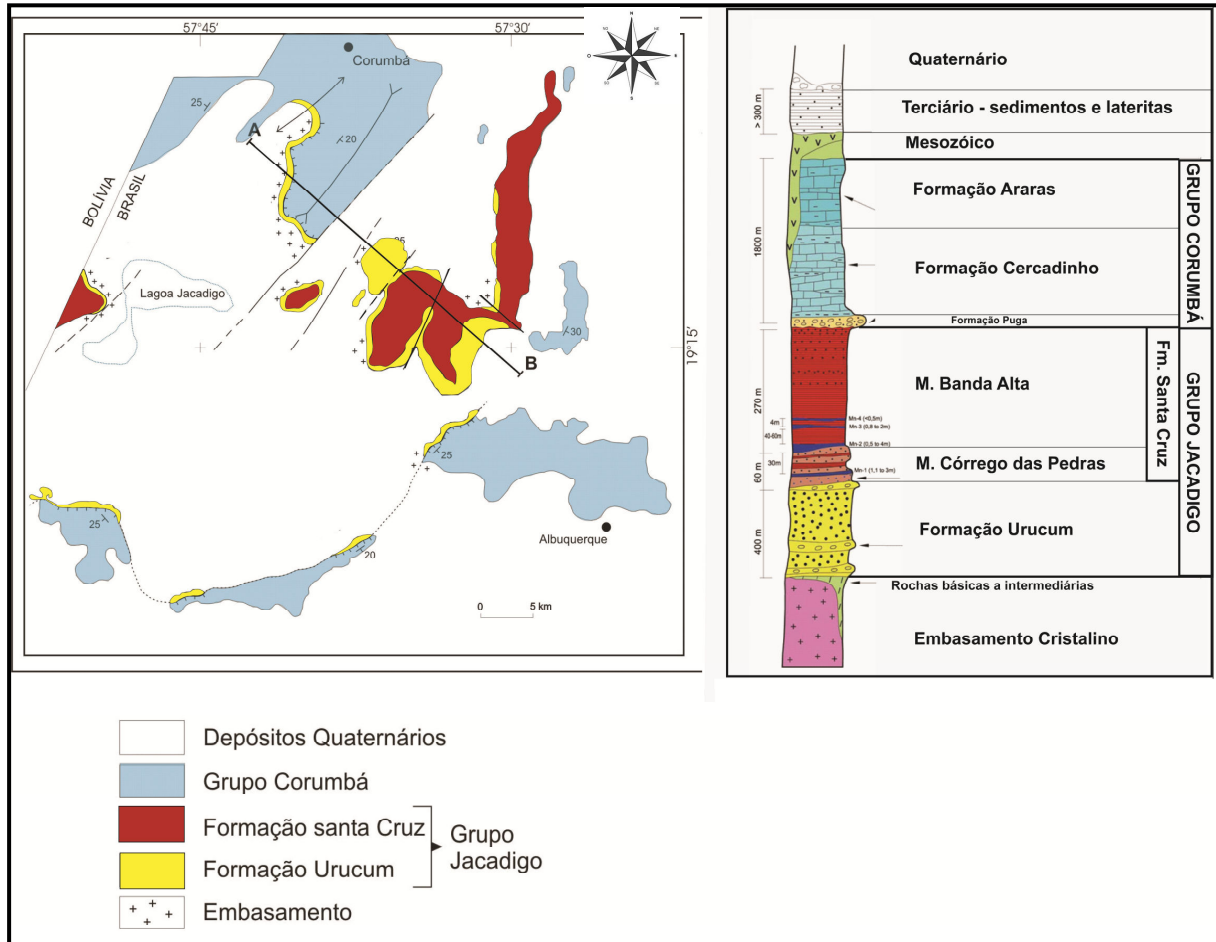 57°45'
57°30'
N
NO
NE
O
E
SO
SE
S
Corumbá
25
A
20
BOLÍVIA
BRASIL
25
Lagoa Jacadigo
30
19°15'
B
25
25
Albuquerque
20
0 5 km
Quaternário
> 300 m
Terciário - sedimentos e lateritas
Mesozóico
1800 m
Formação Araras
Formação Cercadinho
Formação Puga
GRUPO CORUMBÁ
270 m
M. Banda Alta
4m
Mn-4 (<0,5m)
Mn-3 (0,8 to 2m)
40-60m
Mn-2 (0,5 to 4m)
60 m
30m
M. Córrego das Pedras
Mn-1 (1,1 to 3m)
Fm. Santa Cruz
GRUPO JACADIGO
400 m
Formação Urucum
Rochas básicas a intermediárias
Embasamento Cristalino
Depósitos Quaternários
Grupo Corumbá
Formação santa Cruz
Formação Urucum
Grupo
Jacadigo
Embasamento